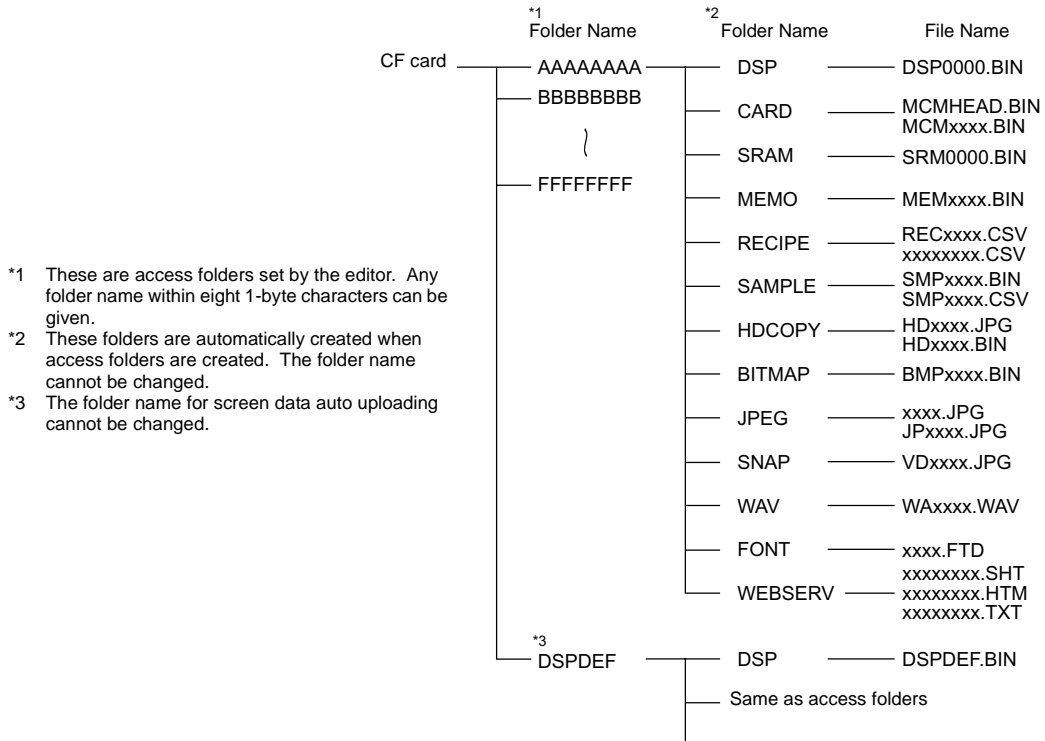 *1
Folder Name
*2
Folder Name
File Name
CF card
AAAAAAAA
DSP
DSP0000.BIN
BBBBBBBB
CARD
MCMHEAD.BIN
MCMxxxx.BIN
SRAM
SRM0000.BIN
FFFFFFFF
MEMO
MEMxxxx.BIN
RECIPE
RECxxxx.CSV
xxxxxxxx.CSV
SAMPLE
SMPxxxx.BIN
SMPxxxx.CSV
HDCOPY
HDxxxx.JPG
HDxxxx.BIN
BITMAP
BMPxxxx.BIN
JPEG
xxxx.JPG
JPxxxx.JPG
SNAP
VDxxxx.JPG
WAV
WAxxxx.WAV
FONT
xxxx.FTD
WEBSERV
xxxxxxxx.SHT
xxxxxxxx.HTM
xxxxxxxx.TXT
*3
DSPDEF
DSP
DSPDEF.BIN
Same as access folders
*1 These are access folders set by the editor. Any
folder name within eight 1-byte characters can be
given.
*2 These folders are automatically created when
access folders are created. The folder name
cannot be changed.
*3 The folder name for screen data auto uploading
cannot be changed.